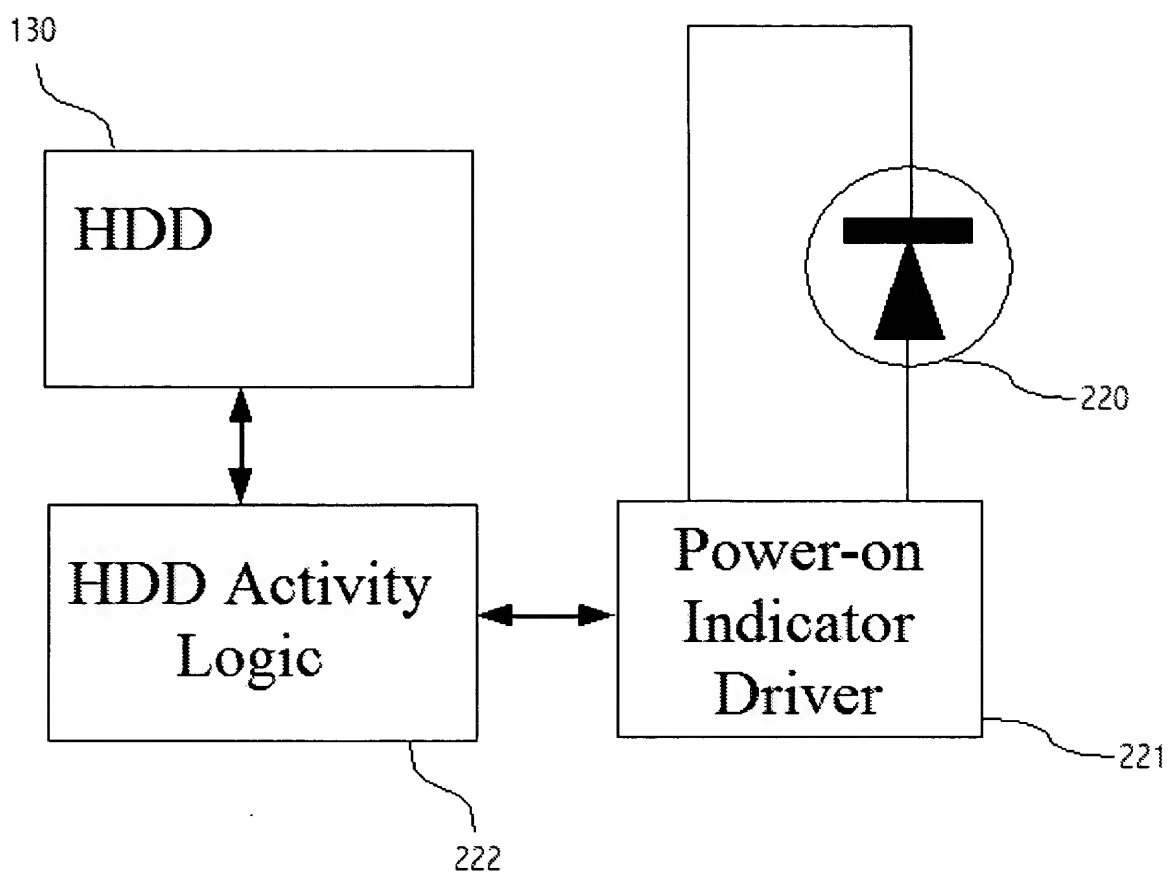 130
HDD
220
HDD Activity
Logic
Power-on
Indicator
Driver
221
222